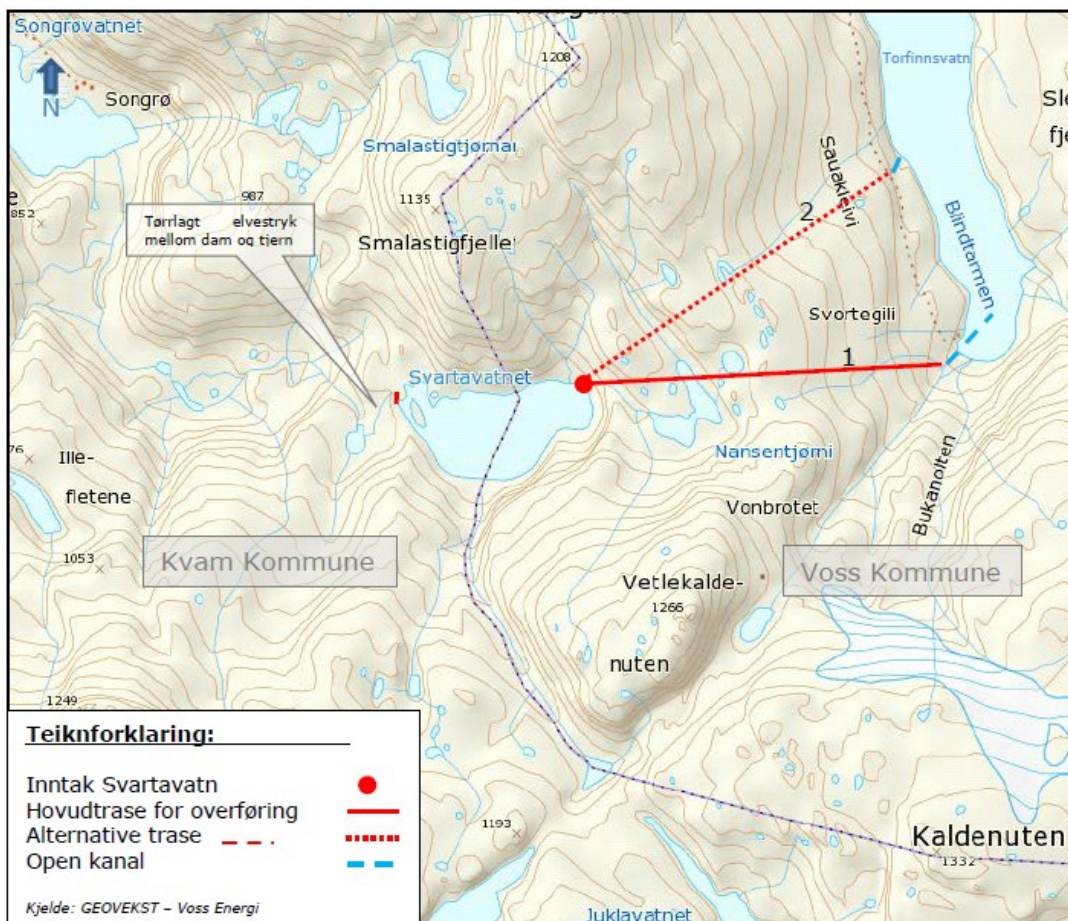 Songrøvatnet
N
Songrø
1208
Torfinnsvatn
Smalastigtjørnar
987
1135
852
Tørrlagt elvestryk
mellom dam og tjern
Smalastigfjellet
Sauakleivi
2
Blindtarmen
Svortegili
1
Svartavatnet
Nansentjørni
Ille-
fletene
Vonbrotet
Bukanolten
1053
Kvam Kommune
Voss Kommune
Vetlekalde-
1266
nuten
1249
Teiknforklaring:
Inntak Svartavatn
Hovudtrase for overføring
Alternative trase
Open kanal
1193
Kaldenuten
1332
Juklavatnet
Kjelde: GEOVEKST – Voss Energi